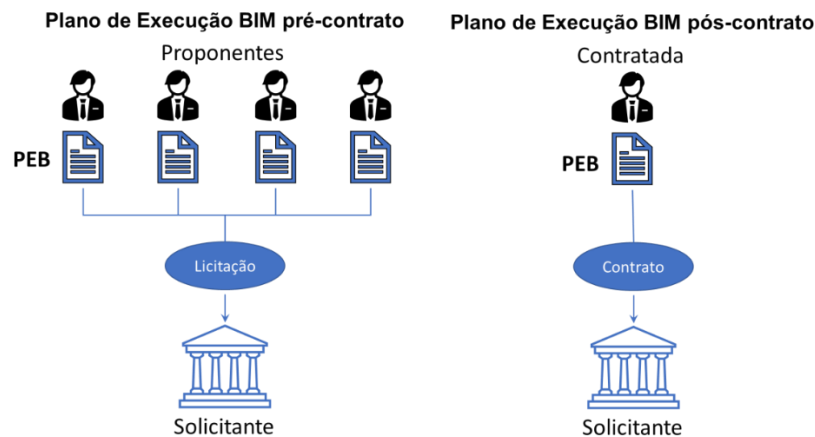 Plano de Execução BIM pré-contrato
Proponentes
PEB
Licitação
Solicitante
Plano de Execução BIM pós-contrato
Contratada
PEB
Contrato
Solicitante